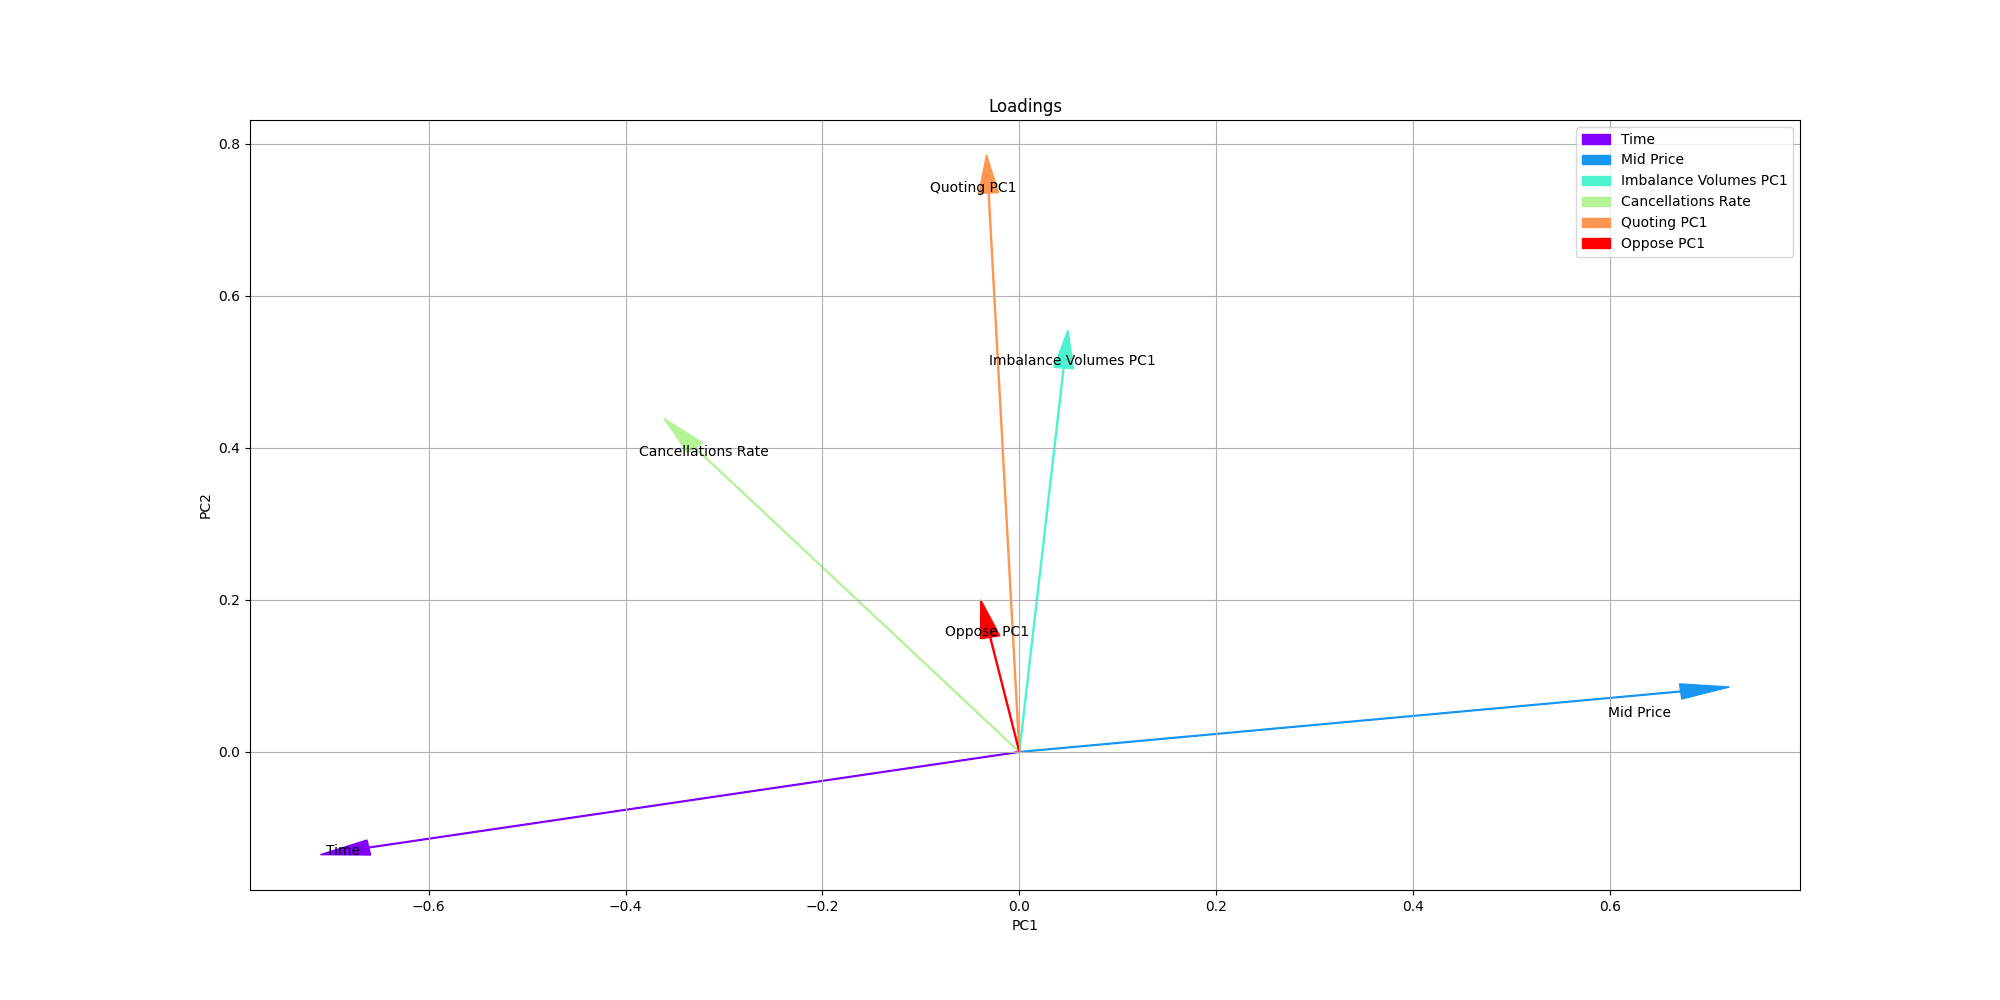 Loadings
Time
Mid Price
Imbalance Volumes PC1
Cancellations Rate
Quoting PC1
Oppose PC1
0.8
0.6
0.4
0.2
0.0
PC2
Quoting PC1
Imbalance Volumes PC1
Cancellations Rate
Oppose PC1
Mid Price
Time
−0.6 −0.4 −0.2 0.0 0.2 0.4 0.6
PC1